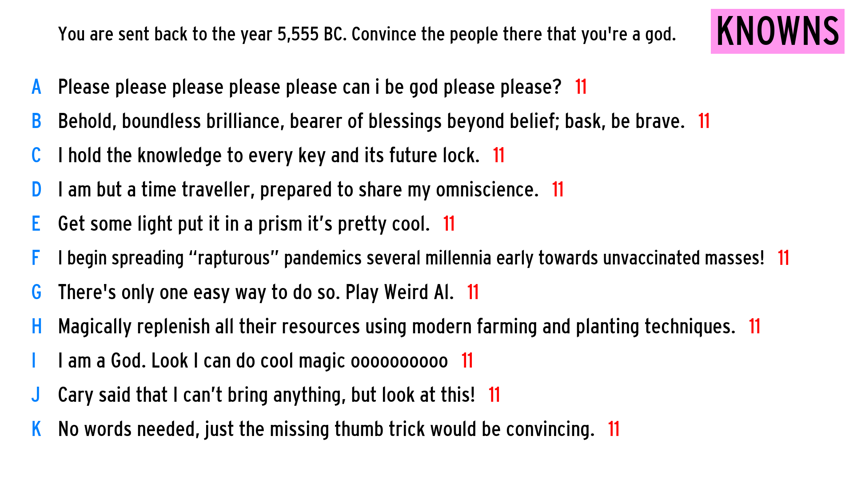 You are sent back to the year 5,555 BC. Convince the people there that you're a god. KNOWNS
A Please please please please please can i be god please please? 11
B Behold, boundless brilliance, bearer of blessings beyond belief; bask, be brave. 11
C I hold the knowledge to every key and its future lock. 11
D I am but a time traveller, prepared to share my omniscience. 11
E Get some light put it in a prism it’s pretty cool. 11
F I begin spreading “rapturous” pandemics several millennia early towards unvaccinated masses! 11
G There's only one easy way to do so. Play Weird Al. 11
H Magically replenish all their resources using modern farming and planting techniques. 11
I I am a God. Look I can do cool magic oooooooooo 11
J Cary said that I can’t bring anything, but look at this! 11
K No words needed, just the missing thumb trick would be convincing. 11